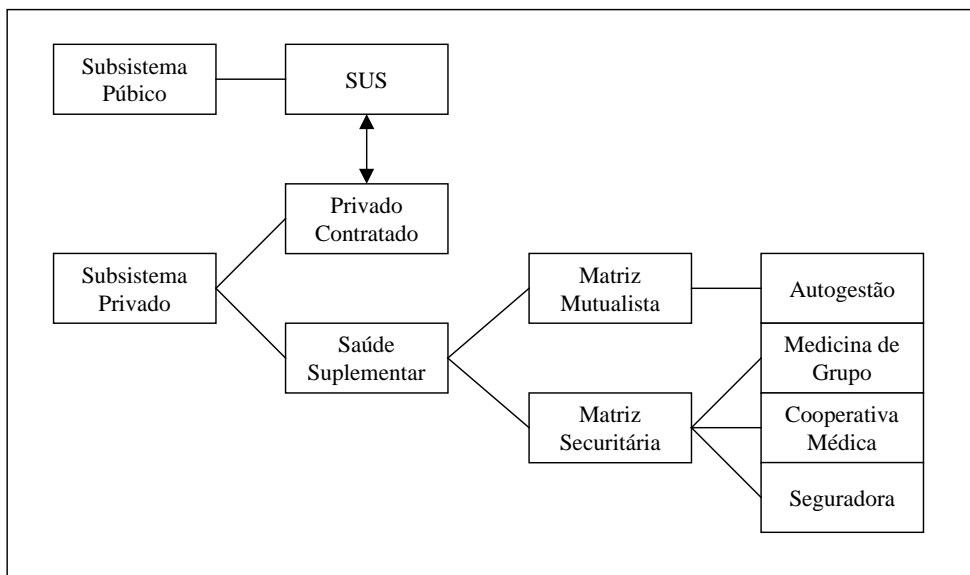 Subsistema
Púbico
SUS
Privado
Contratado
Subsistema
Privado
Matriz
Mutualista
Autogestão
Saúde
Suplementar
Medicina de
Grupo
Matriz
Securitária
Cooperativa
Médica
Seguradora